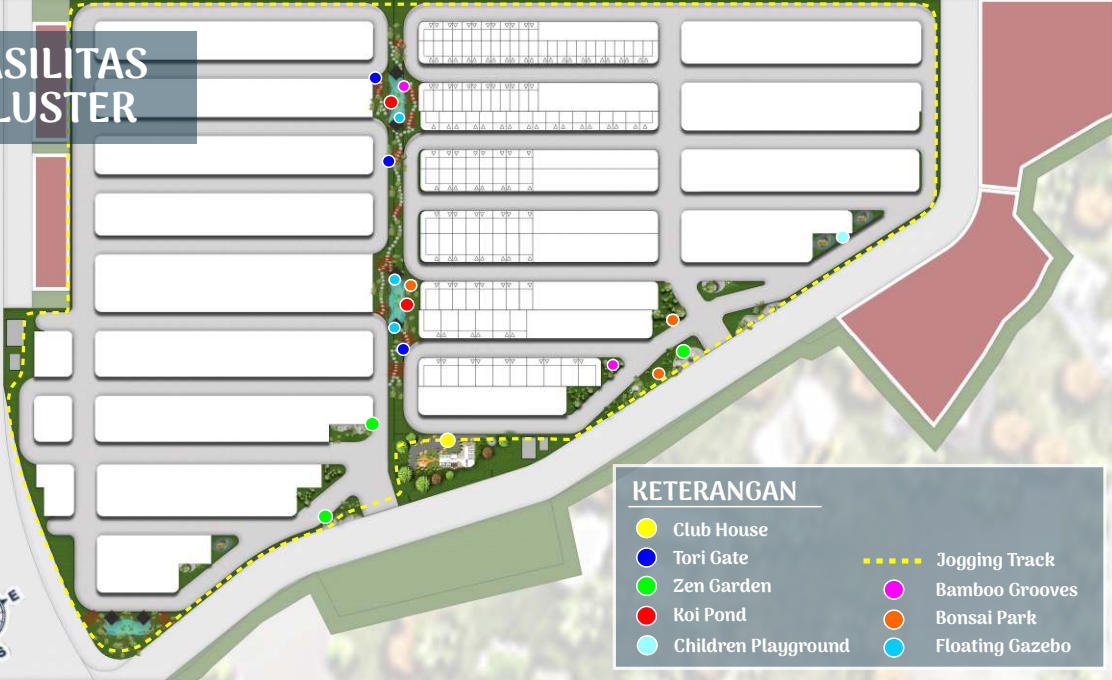 ASILITAS
LUSTER
KETERANGAN
Club House
Tori Gate
Zen Garden
Koi Pond
Children Playground
Jogging Track
Bamboo Grooves
Bonsai Park
Floating Gazebo
E
S